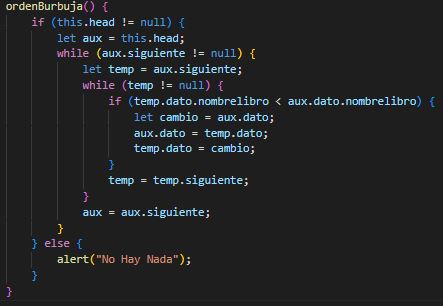 ordenBurbuja() {
if (this.head != null) {
let aux = this.head;
while (aux.siguiente != null) {
let temp = aux.siguiente;
while (temp != null) {
if (temp.dato.nombrelibro < aux.dato.nombrelibro) {
let cambio = aux.dato;
aux.dato = temp.dato;
temp.dato = cambio;
}
temp = temp.siguiente;
}
aux = aux.siguiente;
}
} else {
alert("No Hay Nada");
}
}